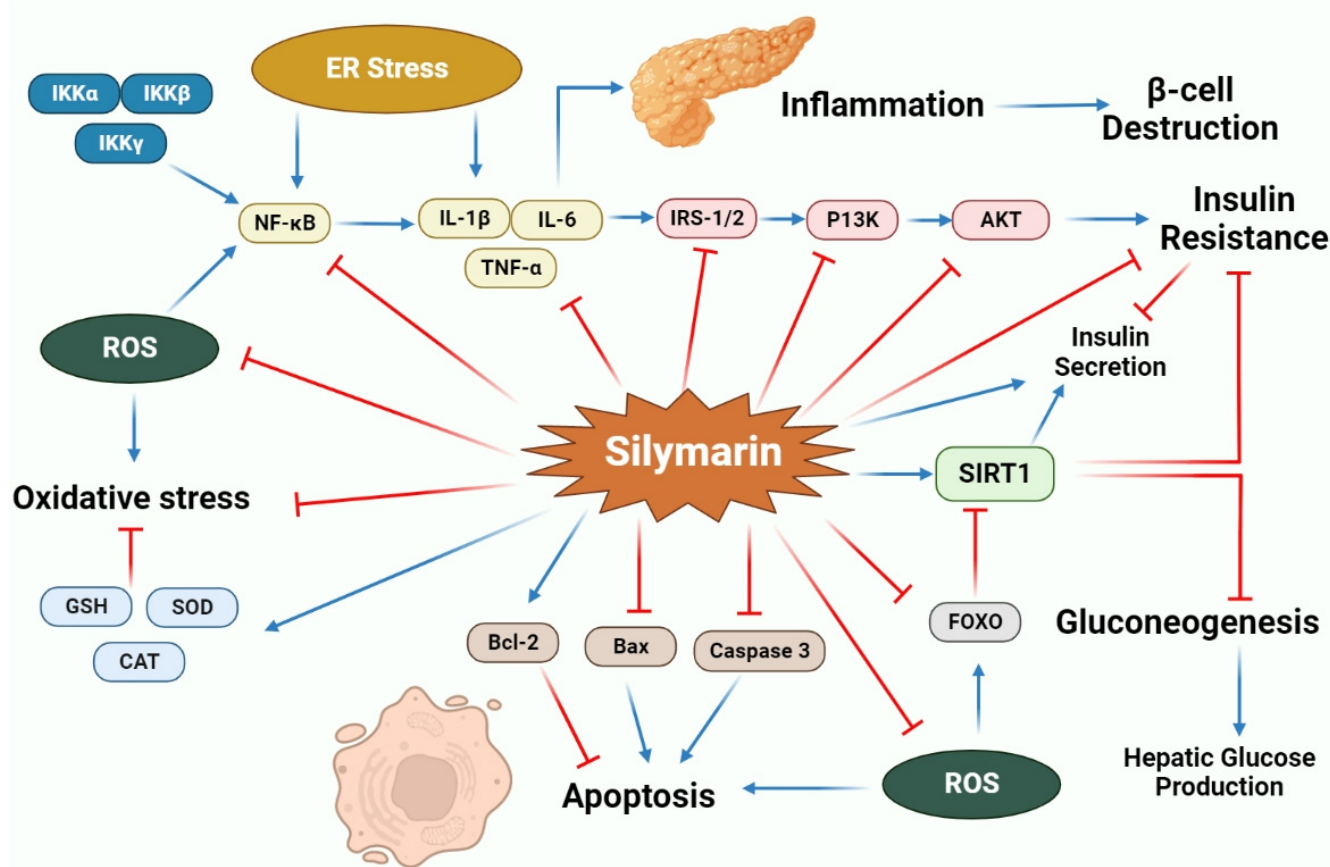 ER Stress
IKKα
IKKβ
IKKγ
Inflammation
β-cell
Destruction
NF-κB
IL-1β
IL-6
TNF-α
IRS-1/2
P13K
AKT
Insulin
Resistance
ROS
Insulin
Secretion
Silymarin
SIRT1
Oxidative stress
GSH
SOD
CAT
Bcl-2
Bax
Caspase 3
FOXO
Gluconeogenesis
Apoptosis
ROS
Hepatic Glucose
Production